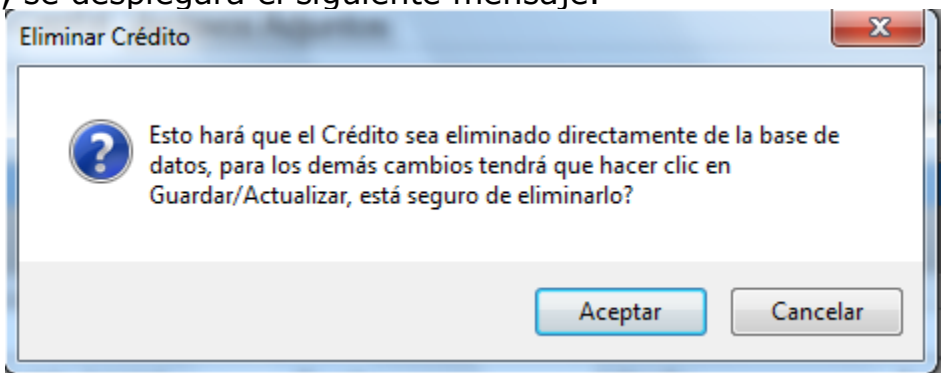 se desplegará el siguiente mensaje:
Eliminar Crédito
Esto hará que el Crédito sea eliminado directamente de la base de
datos, para los demás cambios tendrá que hacer clic en
Guardar/Actualizar, está seguro de eliminarlo?
Aceptar Cancelar